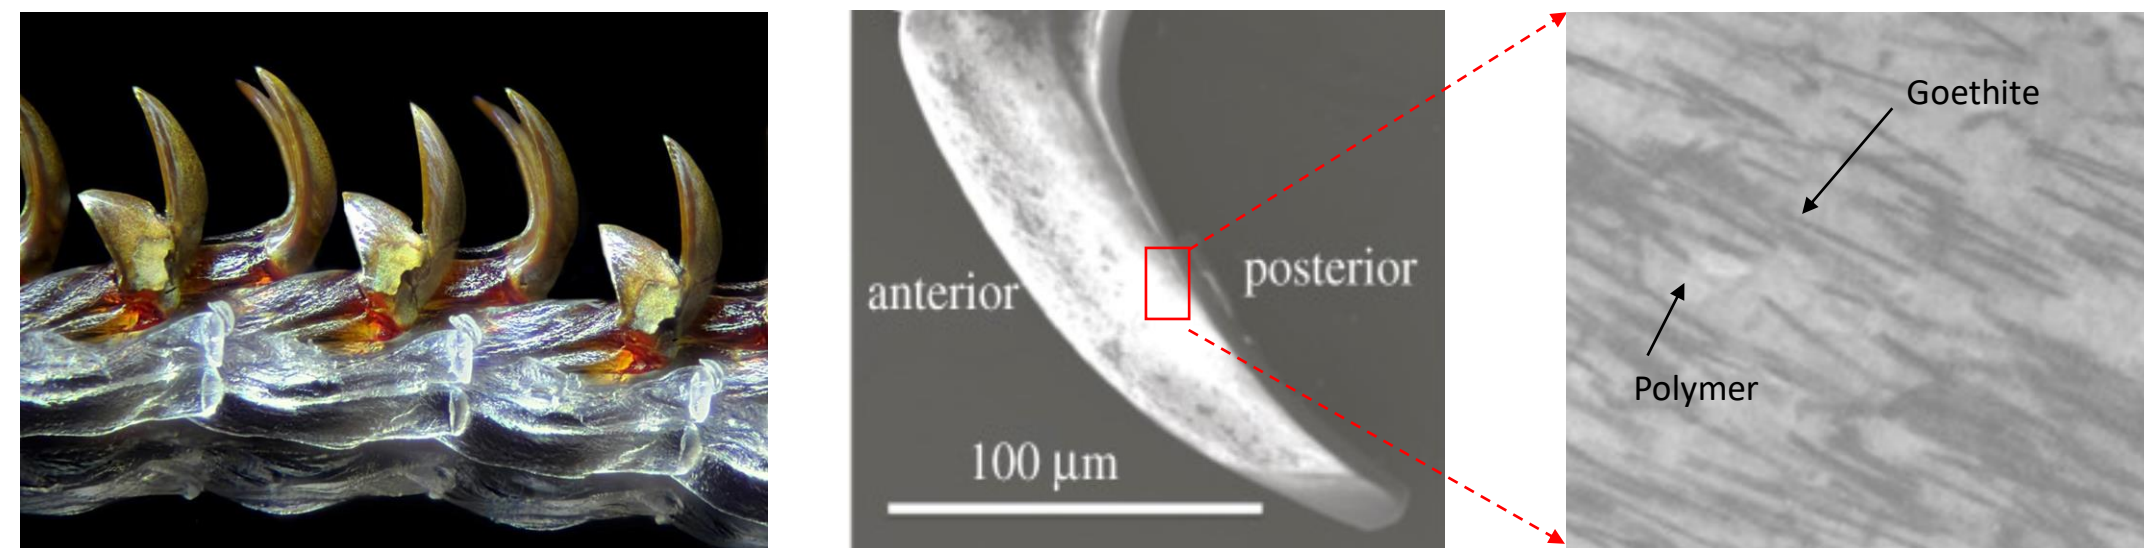 anterior
posterior
100 μm
Goethite
Polymer